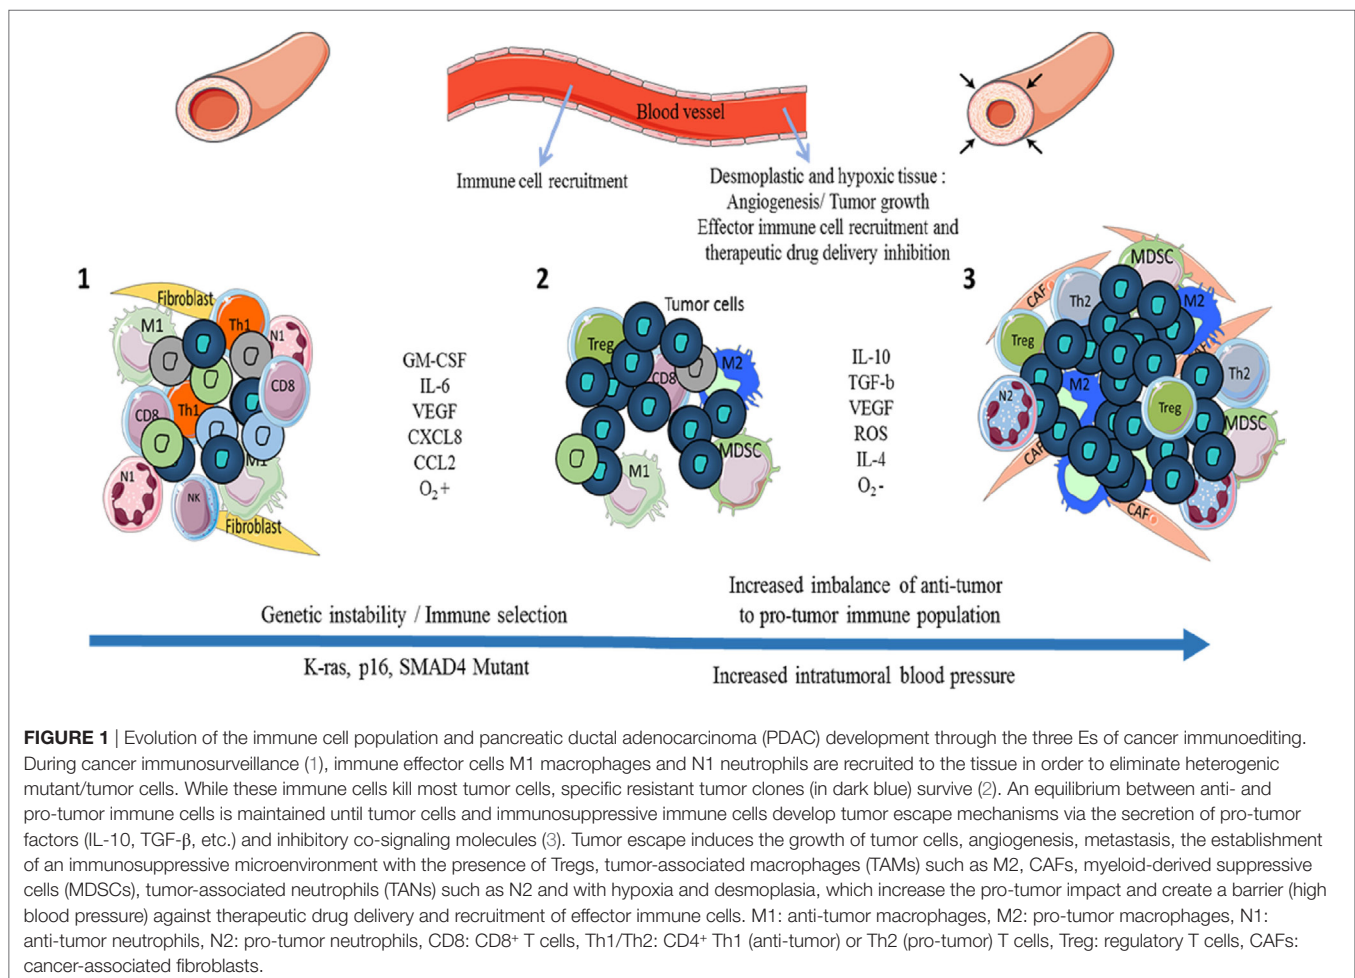 Blood vessel
Immune cell recruitment
Desmoplastic and hypoxic tissue :
Angiogenesis/ Tumor growth
Effector immune cell recruitment and
therapeutic drug delivery inhibition
1
Fibroblast
M1
Th1
N1
CD8
CD8
Th1
M1
N1
NK
Fibroblast
GM-CSF
IL-6
VEGF
CXCL8
CCL2
O₂+
2
Tumor cells
Treg
CD8
M2
M1
MDSC
IL-10
TGF-b
VEGF
ROS
IL-4
O₂-
3
MDSC
CAF
Th2
M2
Treg
CAF
Th2
M2
N2
Treg
MDSC
CAF
N2
CAF
Genetic instability / Immune selection
K-ras, p16, SMAD4 Mutant
Increased imbalance of anti-tumor
to pro-tumor immune population
Increased intratumoral blood pressure
FIGURE 1 | Evolution of the immune cell population and pancreatic ductal adenocarcinoma (PDAC) development through the three Es of cancer immunoediting.
During cancer immunosurveillance (1), immune effector cells M1 macrophages and N1 neutrophils are recruited to the tissue in order to eliminate heterogenic
mutant/tumor cells. While these immune cells kill most tumor cells, specific resistant tumor clones (in dark blue) survive (2). An equilibrium between anti- and
pro-tumor immune cells is maintained until tumor cells and immunosuppressive immune cells develop tumor escape mechanisms via the secretion of pro-tumor
factors (IL-10, TGF-β, etc.) and inhibitory co-signaling molecules (3). Tumor escape induces the growth of tumor cells, angiogenesis, metastasis, the establishment
of an immunosuppressive microenvironment with the presence of Tregs, tumor-associated macrophages (TAMs) such as M2, CAFs, myeloid-derived suppressive
cells (MDSCs), tumor-associated neutrophils (TANs) such as N2 and with hypoxia and desmoplasia, which increase the pro-tumor impact and create a barrier (high
blood pressure) against therapeutic drug delivery and recruitment of effector immune cells. M1: anti-tumor macrophages, M2: pro-tumor macrophages, N1:
anti-tumor neutrophils, N2: pro-tumor neutrophils, CD8: CD8⁺ T cells, Th1/Th2: CD4⁺ Th1 (anti-tumor) or Th2 (pro-tumor) T cells, Treg: regulatory T cells, CAFs:
cancer-associated fibroblasts.